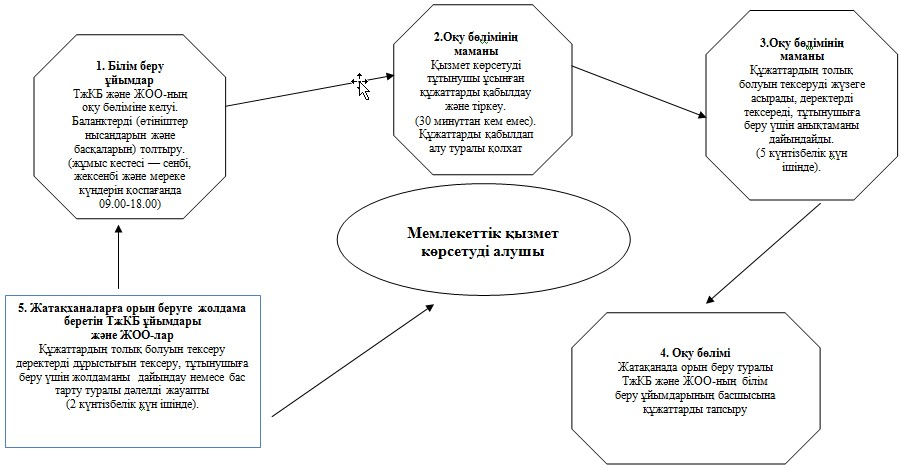 1. Білім беру
ұйымдар
ТжКБ және ЖОО-ның
оқу бөліміне келуі.
Баланктерді (өтініштер
нысандарын және
басқаларын) толтыру.
(жұмыс кестесі — сенбі,
жексенбі және мереке
күндерін қоспағанда
09.00-18.00)
2.Оқу бөдімінің
маманы
Қызмет көрсетуді
тұтынушы ұсынған
құжаттарды қабылдау
және тіркеу.
(30 минуттан кем емес).
Құжаттарды қабылдап
алу туралы қолхат
3.Оқу бөдімінің
маманы
Құжаттардың толық
болуын тексеруді жүзеге
асырады, деректерді
тексереді, тұтынушыға
беру үшін анықтаманы
дайындайды.
(5 күнтізбелік күн
ішінде).
Мемлекеттік қызмет
көрсетуді алушы
4. Оқу бөлімі
Жатақханада орын беру туралы
ТжКБ және ЖОО-ның білім
беру ұйымдарының басшысына
құжаттарды тапсыру
5. Жатақханаларға орын беруге жолдама
беретін ТжКБ ұйымдары
және ЖОО-лар
Құжаттардың толық болуын тексеру
деректерді дұрыстығын тексеру, тұтынушыға
беру үшін жолдаманы дайындау немесе бас
тарту туралы дәлелді жауапты
(2 күнтізбелік күн ішінде).